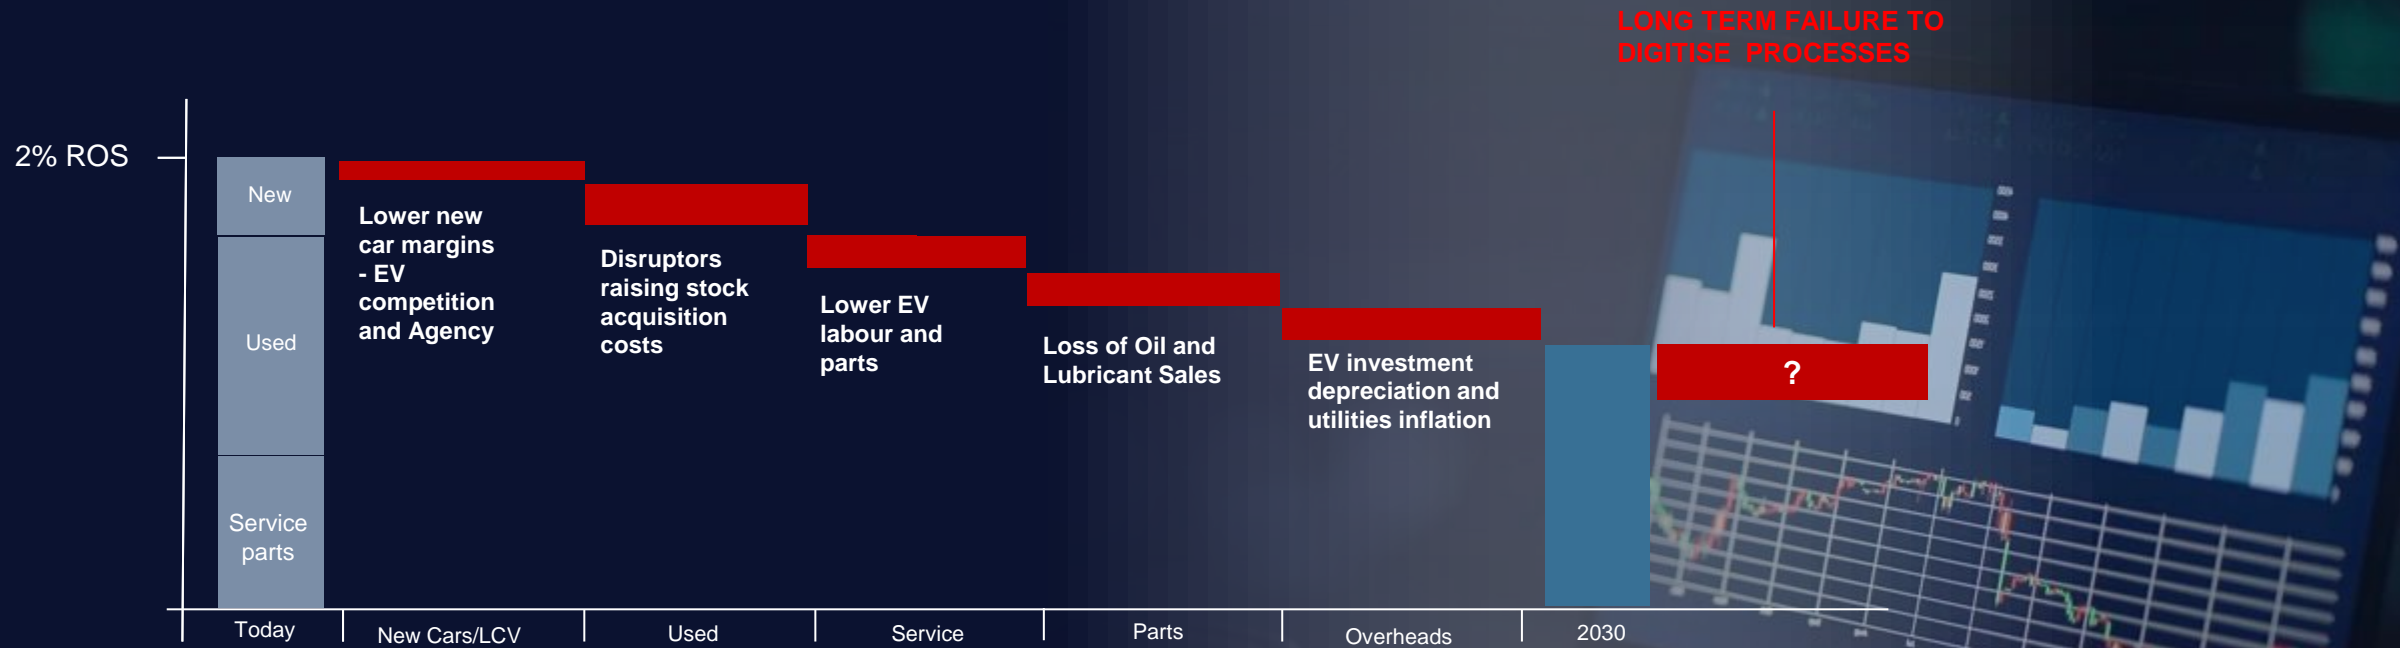 LONG TERM FAILURE TO
DIGITISE PROCESSES
2% ROS
New
Used
Service
parts
Lower new
car margins
- EV
competition
and Agency
Disruptors
raising stock
acquisition
costs
Lower EV
labour and
parts
Loss of Oil and
Lubricant Sales
EV investment
depreciation and
utilities inflation
?
Today
New Cars/LCV
Used
Service
Parts
Overheads
2030